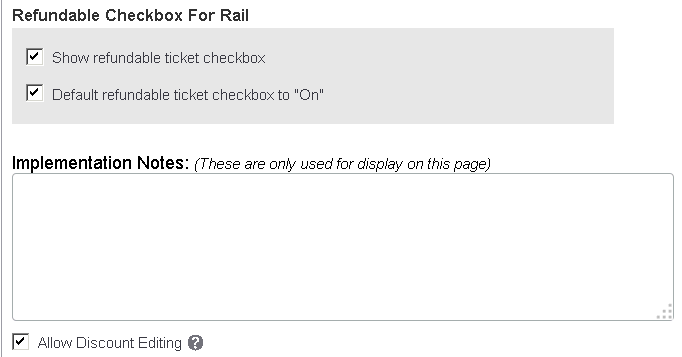 Refundable Checkbox For Rail
Show refundable ticket checkbox
Default refundable ticket checkbox to "On"
Implementation Notes: (These are only used for display on this page)
Allow Discount Editing ?